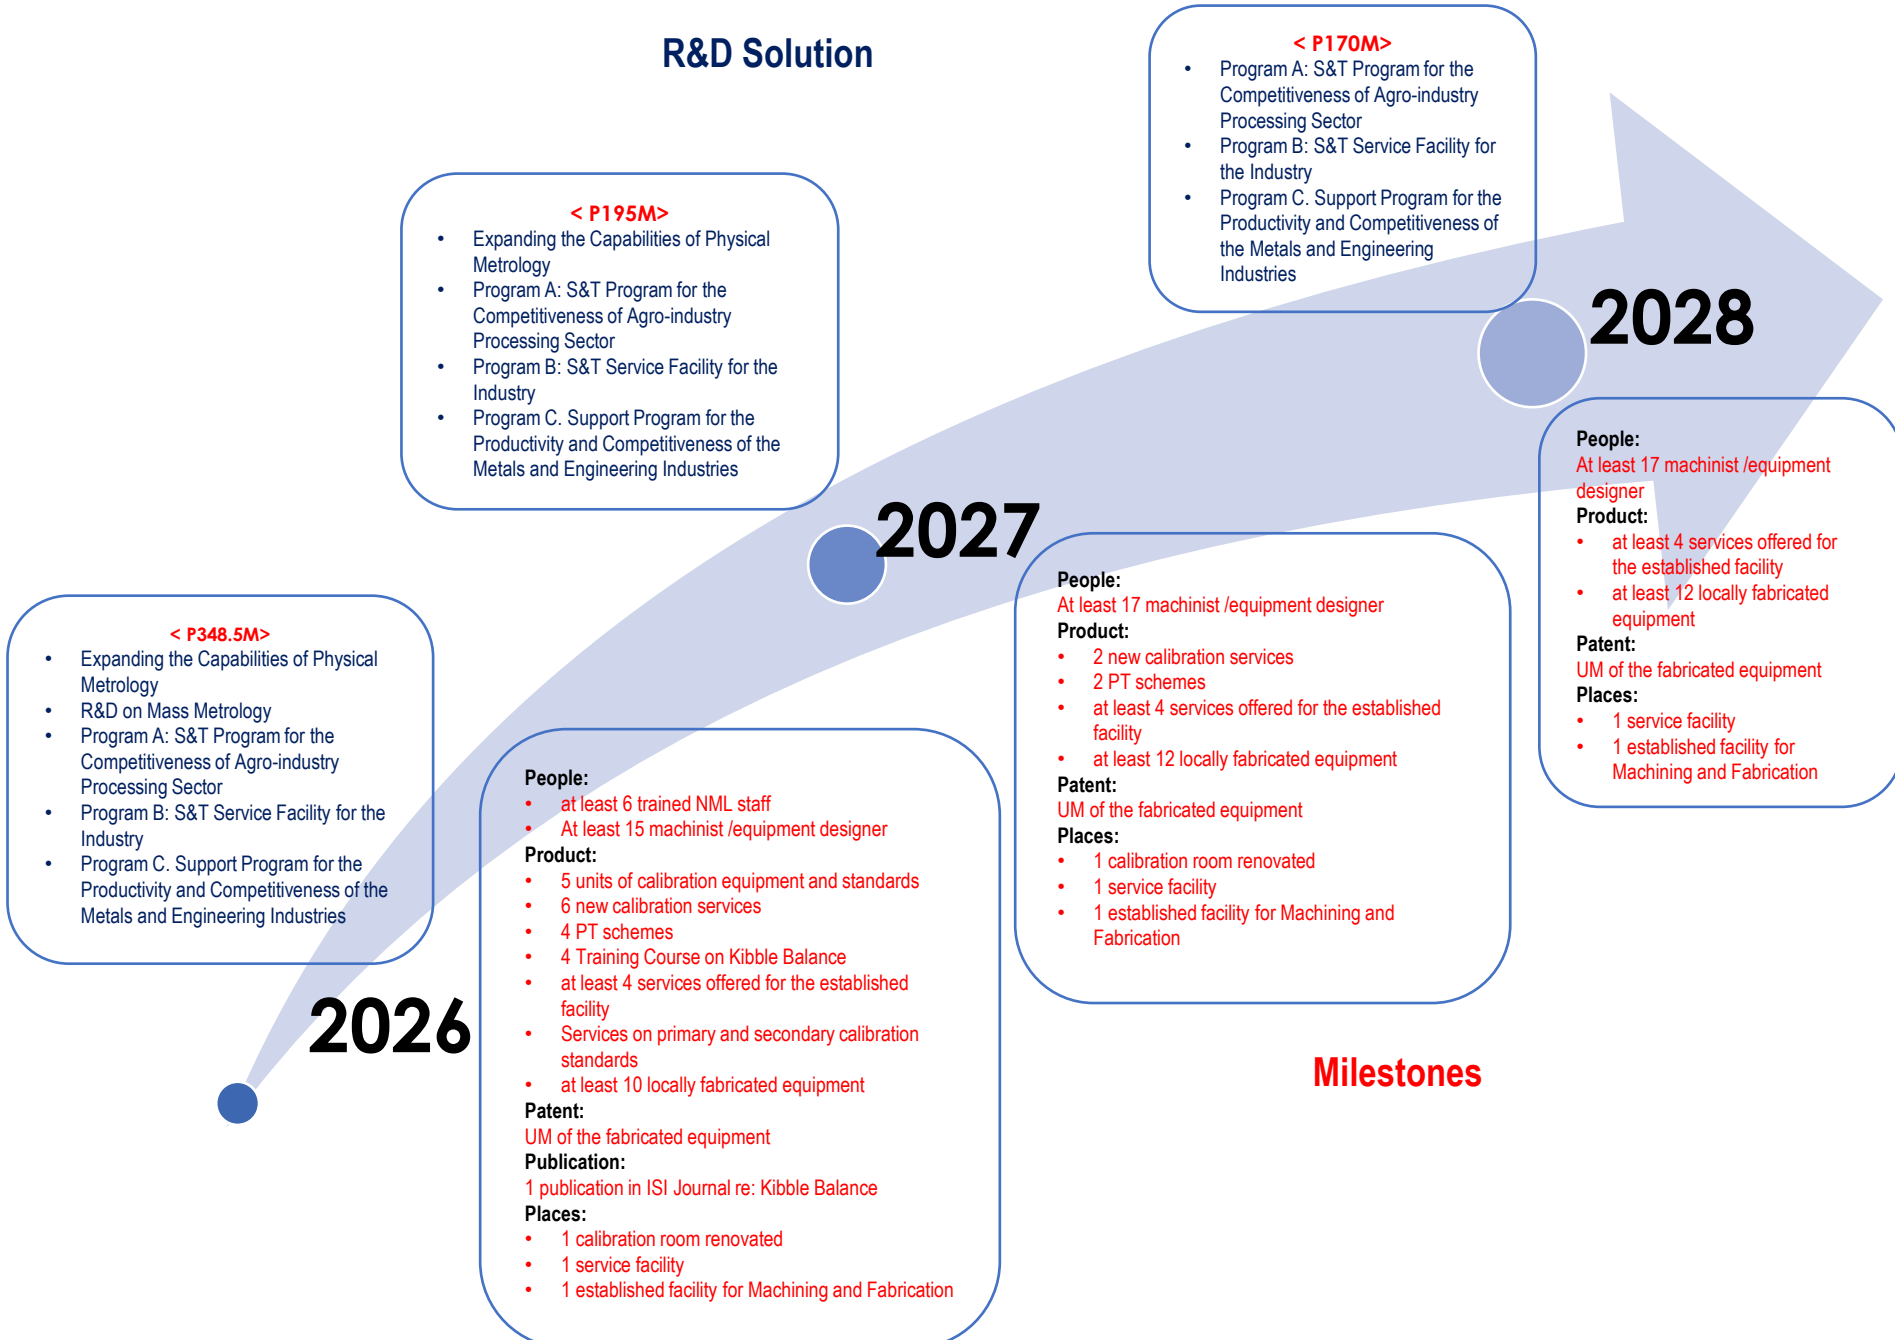 R&D Solution
< P170M>
• Program A: S&T Program for the
Competitiveness of Agro-industry
Processing Sector
• Program B: S&T Service Facility for
the Industry
• Program C. Support Program for the
Productivity and Competitiveness of
the Metals and Engineering
Industries
< P195M>
• Expanding the Capabilities of Physical
Metrology
• Program A: S&T Program for the
Competitiveness of Agro-industry
Processing Sector
• Program B: S&T Service Facility for the
Industry
• Program C. Support Program for the
Productivity and Competitiveness of the
Metals and Engineering Industries
2028
People:
At least 17 machinist /equipment
designer
Product:
• at least 4 services offered for
the established facility
• at least 12 locally fabricated
equipment
Patent:
UM of the fabricated equipment
Places:
• 1 service facility
• 1 established facility for
Machining and Fabrication
2027
People:
At least 17 machinist /equipment designer
Product:
• 2 new calibration services
• 2 PT schemes
• at least 4 services offered for the established
facility
• at least 12 locally fabricated equipment
Patent:
UM of the fabricated equipment
Places:
• 1 calibration room renovated
• 1 service facility
• 1 established facility for Machining and
Fabrication
< P348.5M>
• Expanding the Capabilities of Physical
Metrology
• R&D on Mass Metrology
• Program A: S&T Program for the
Competitiveness of Agro-industry
Processing Sector
• Program B: S&T Service Facility for the
Industry
• Program C. Support Program for the
Productivity and Competitiveness of the
Metals and Engineering Industries
2026
People:
• at least 6 trained NML staff
• At least 15 machinist /equipment designer
Product:
• 5 units of calibration equipment and standards
• 6 new calibration services
• 4 PT schemes
• 4 Training Course on Kibble Balance
• at least 4 services offered for the established
facility
• Services on primary and secondary calibration
standards
• at least 10 locally fabricated equipment
Patent:
UM of the fabricated equipment
Publication:
1 publication in ISI Journal re: Kibble Balance
Places:
• 1 calibration room renovated
• 1 service facility
• 1 established facility for Machining and Fabrication
Milestones